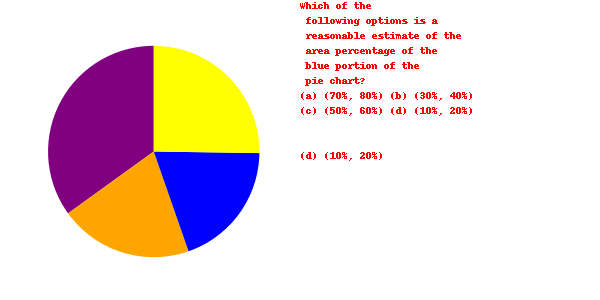 Which of the
following options is a
reasonable estimate of the
area percentage of the
blue portion of the
pie chart?
(a) (70%, 80%) (b) (30%, 40%)
(c) (50%, 60%) (d) (10%, 20%)
(d) (10%, 20%)